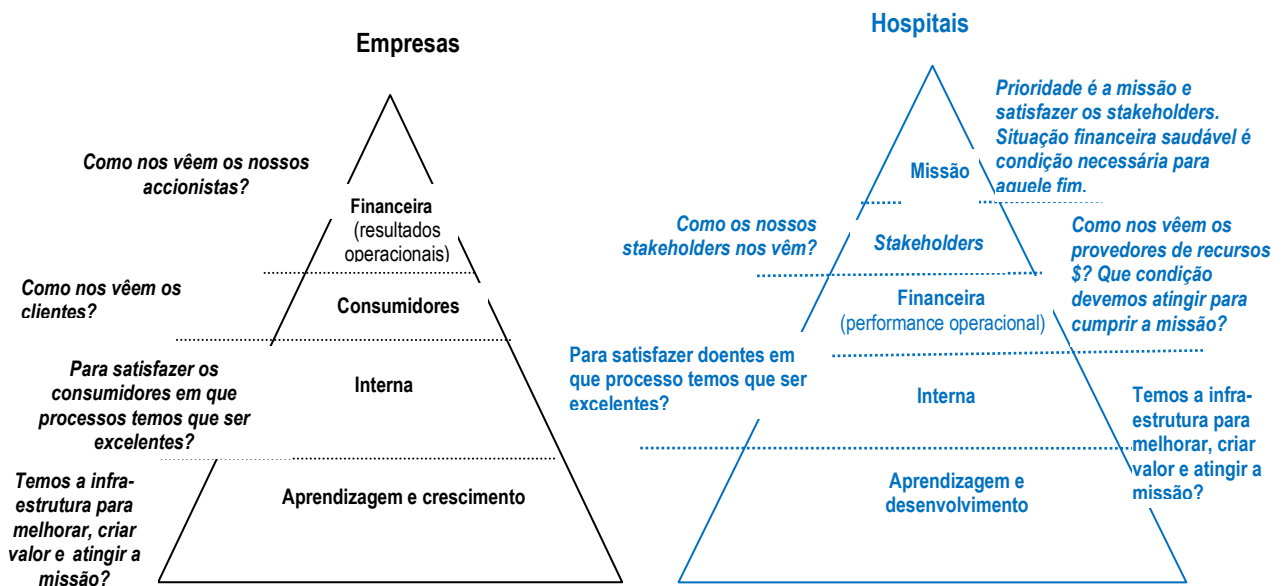 Empresas
Como nos vêem os nossos
accionistas?
Financeira
(resultados
operacionais)
Como nos vêem os
clientes?
Consumidores
Para satisfazer os
consumidores em que
processos temos que ser
excelentes?
Interna
Temos a infra-
estrutura para
melhorar, criar
valor e atingir a
missão?
Aprendizagem e crescimento
Hospitais
Prioridade é a missão e
satisfazer os stakeholders.
Situação financeira saudável é
condição necessária para
aquele fim.
Missão
Como os nossos
stakeholders nos vêm?
Stakeholders
Como nos vêem os
provedores de recursos
$? Que condição
devemos atingir para
cumprir a missão?
Financeira
(performance operacional)
Para satisfazer doentes em
que processo temos que ser
excelentes?
Interna
Temos a infra-
estrutura para
melhorar, criar
valor e atingir a
missão?
Aprendizagem e
desenvolvimento